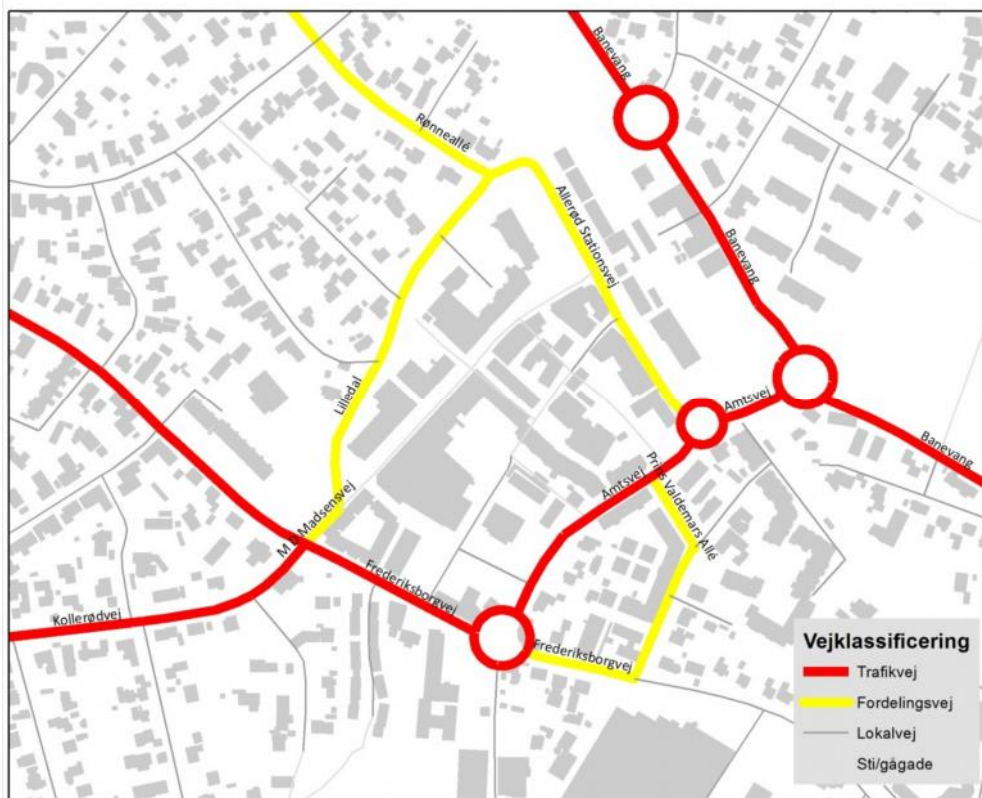 Banevang
Rønneallé
Allerød Stationsvej
Banevang
Lilledal
Amtsvej
Banevang
Prins Valdemars Allé
Amtsvej
M D Madsensvej
Frederiksborgvej
Kollerødvej
Frederiksborgvej
Vejklassificering
Trafikvej
Fordelingsvej
Lokalvej
Sti/gågade